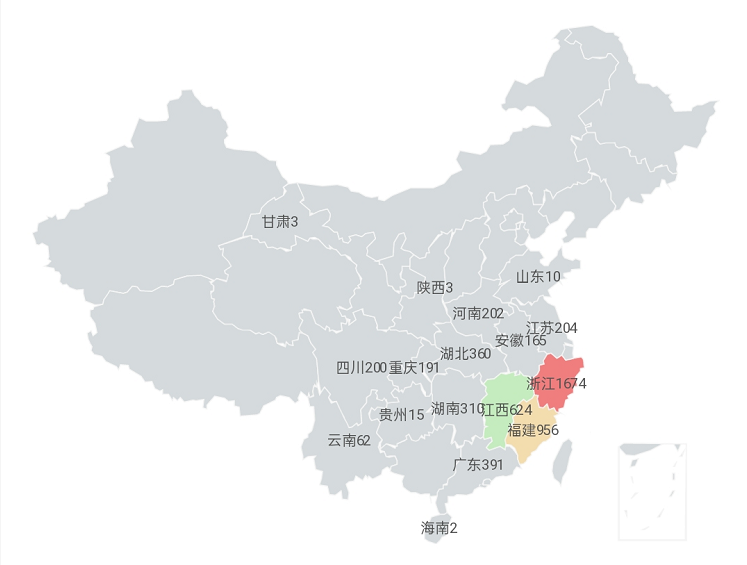 甘肃3
山东10
陕西3
河南202
江苏204
安徽165
湖北360
四川200
重庆191
浙江1674
湖南310
江西624
贵州15
福建956
云南62
广东391
海南2